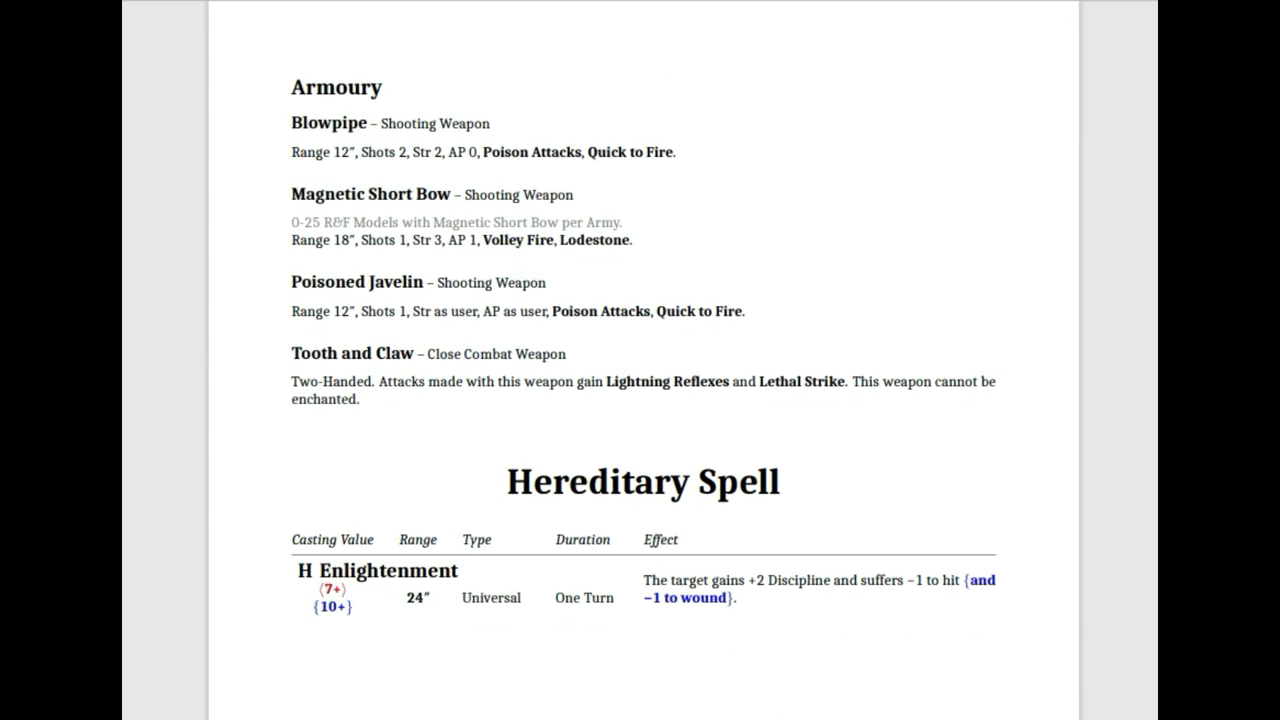 Armoury
Blowpipe – Shooting Weapon
Range 12″, Shots 2, Str 2, AP 0, Poison Attacks, Quick to Fire.
Magnetic Short Bow – Shooting Weapon
0-25 R&F Models with Magnetic Short Bow per Army.
Range 18″, Shots 1, Str 3, AP 1, Volley Fire, Lodestone.
Poisoned Javelin – Shooting Weapon
Range 12″, Shots 1, Str as user, AP as user, Poison Attacks, Quick to Fire.
Tooth and Claw – Close Combat Weapon
Two-Handed. Attacks made with this weapon gain Lightning Reflexes and Lethal Strike. This weapon cannot be
enchanted.
Hereditary Spell
Casting Value Range Type Duration Effect
H Enlightenment
⟨7+⟩
{10+}
24″ Universal One Turn
The target gains +2 Discipline and suffers −1 to hit {and
−1 to wound}.